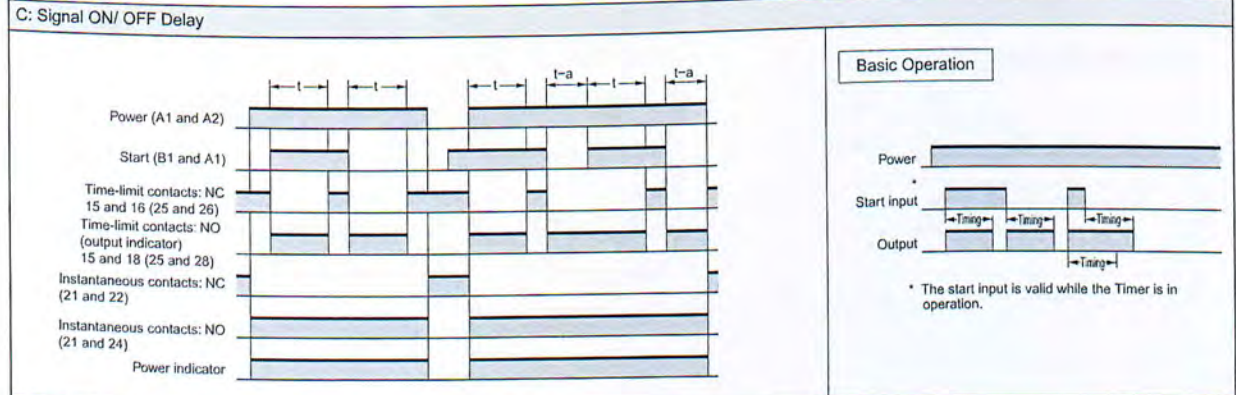 C: Signal ON/ OFF Delay
t
t
t
t-a
t
t-a
Power (A1 and A2)
Start (B1 and A1)
Time-limit contacts: NC
15 and 16 (25 and 26)
Time-limit contacts: NO
(output indicator)
15 and 18 (25 and 28)
Instantaneous contacts: NC
(21 and 22)
Instantaneous contacts: NO
(21 and 24)
Power indicator
Basic Operation
Power
*
Start input
Timing
Timing
Timing
Output
Timing
* The start input is valid while the Timer is in
operation.